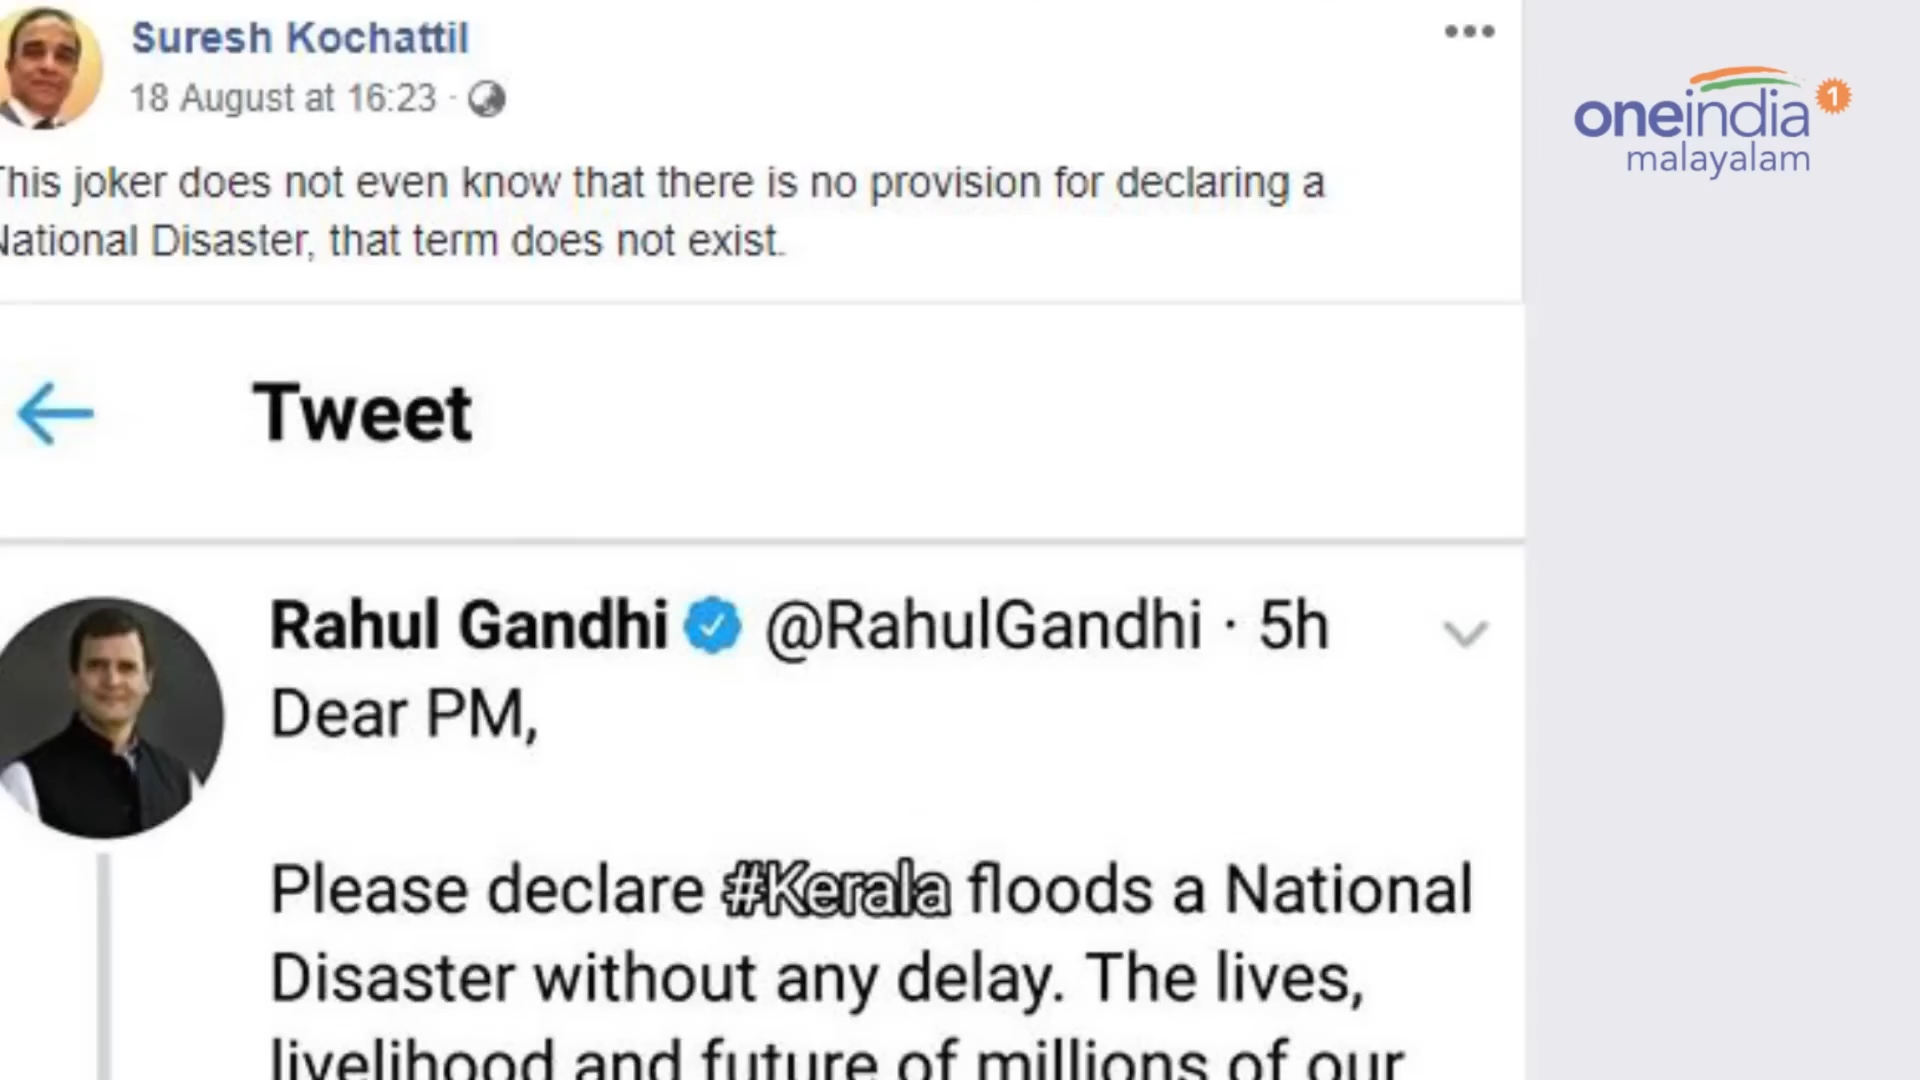 Suresh Kochattil
18 August at 16:23 ·
This joker does not even know that there is no provision for declaring a
National Disaster, that term does not exist.
oneindia 1
malayalam
Tweet
Rahul Gandhi @RahulGandhi · 5h
Dear PM,
Please declare #Kerala floods a National
Disaster without any delay. The lives,
livelihood and future of millions of our